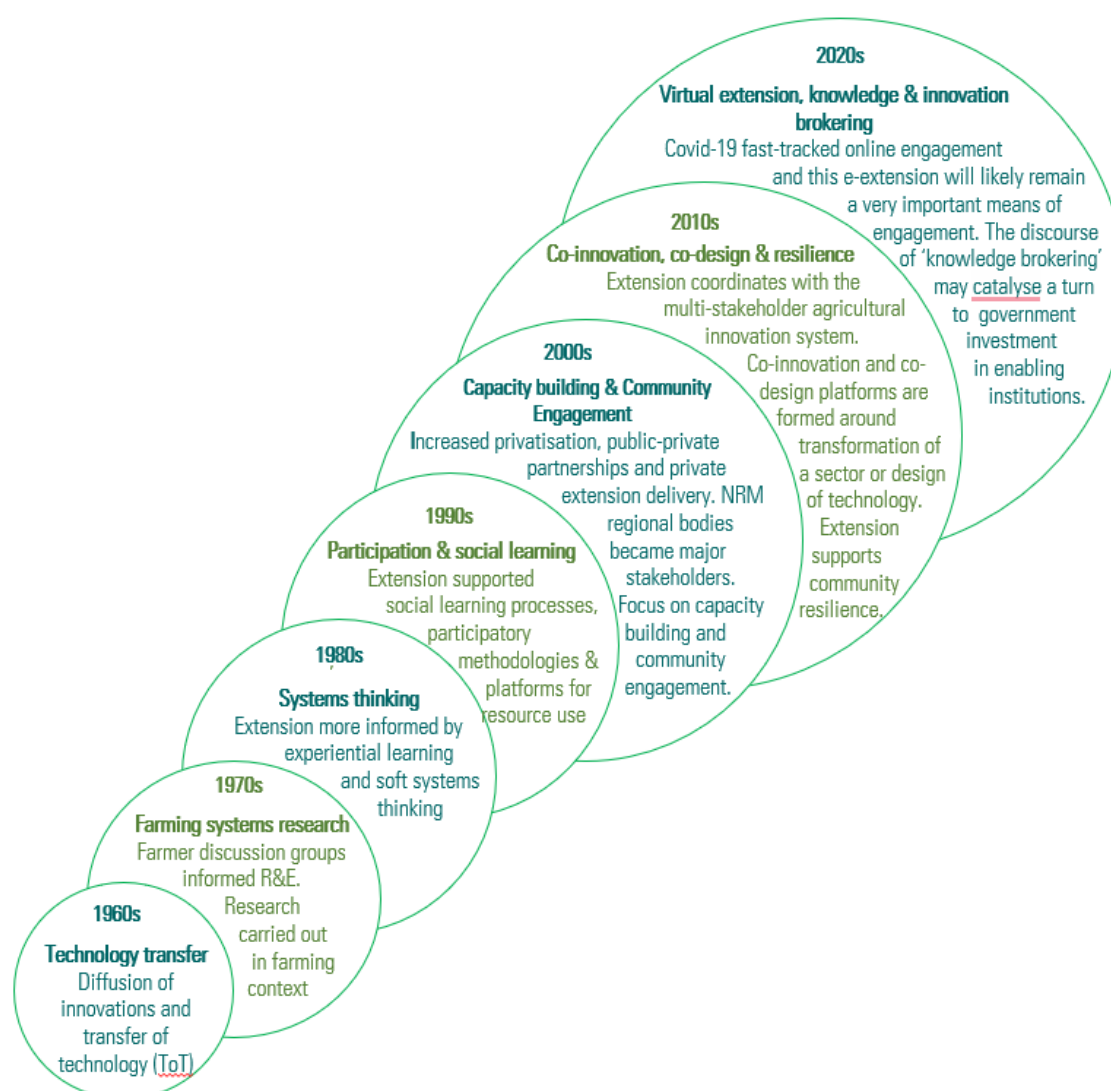 2020s
Virtual extension, knowledge & innovation
brokering
Covid-19 fast-tracked online engagement
and this e-extension will likely remain
a very important means of
engagement. The discourse
of ‘knowledge brokering’
may catalyse a turn
to government
investment
in enabling
institutions.
2010s
Co-innovation, co-design & resilience
Extension coordinates with the
multi-stakeholder agricultural
innovation system.
Co-innovation and co-
design platforms are
formed around
transformation of
a sector or design
of technology.
Extension
supports
community
resilience.
2000s
Capacity building & Community
Engagement
Increased privatisation, public-private
partnerships and private
extension delivery. NRM
regional bodies
became major
stakeholders.
Focus on capacity
building and
community
engagement.
1990s
Participation & social learning
Extension supported
social learning processes,
participatory
methodologies &
platforms for
resource use
1980s
Systems thinking
Extension more informed by
experiential learning
and soft systems
thinking
1970s
Farming systems research
Farmer discussion groups
informed R&E.
Research
carried out
in farming
context
1960s
Technology transfer
Diffusion of
innovations and
transfer of
technology (ToT)